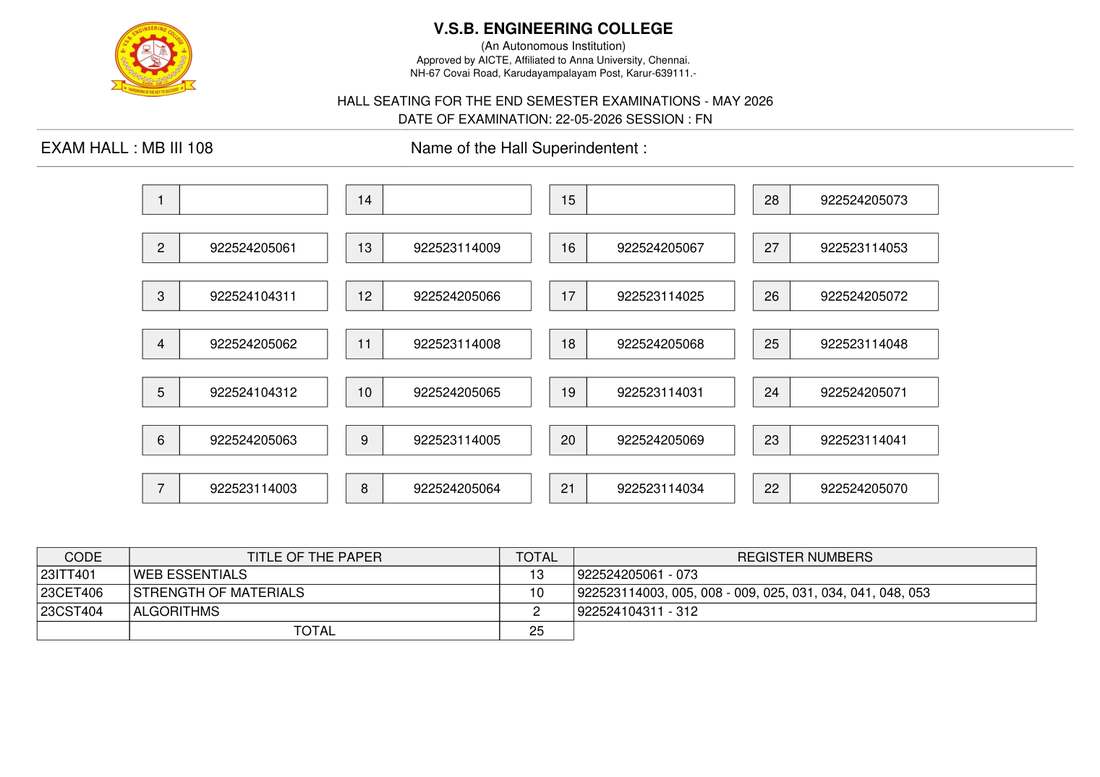 V.S.B. ENGINEERING COLLEGE
(An Autonomous Institution)
Approved by AICTE, Affiliated to Anna University, Chennai.
NH-67 Covai Road, Karudayampalayam Post, Karur-639111.-
HALL SEATING FOR THE END SEMESTER EXAMINATIONS - MAY 2026
DATE OF EXAMINATION: 22-05-2026 SESSION : FN
EXAM HALL : MB III 108 Name of the Hall Superindentent :
1 14 15 28 922524205073
2 922524205061 13 922523114009 16 922524205067 27 922523114053
3 922524104311 12 922524205066 17 922523114025 26 922524205072
4 922524205062 11 922523114008 18 922524205068 25 922523114048
5 922524104312 10 922524205065 19 922523114031 24 922524205071
6 922524205063 9 922523114005 20 922524205069 23 922523114041
7 922523114003 8 922524205064 21 922523114034 22 922524205070
CODE TITLE OF THE PAPER TOTAL REGISTER NUMBERS
23ITT401 WEB ESSENTIALS 13 922524205061 - 073
23CET406 STRENGTH OF MATERIALS 10 922523114003, 005, 008 - 009, 025, 031, 034, 041, 048, 053
23CST404 ALGORITHMS 2 922524104311 - 312
TOTAL 25